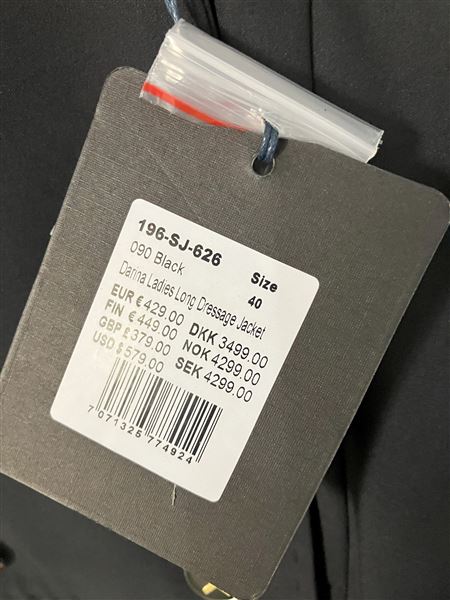 196-SJ-626
090 Black Size
Darina Ladies Long Dressage Jacket 40
EUR € 429.00 DKK 3499.00
FIN € 449.00 NOK 4299.00
GBP £ 379.00 SEK 4299.00
USD $ 579.00
7 071325 774924